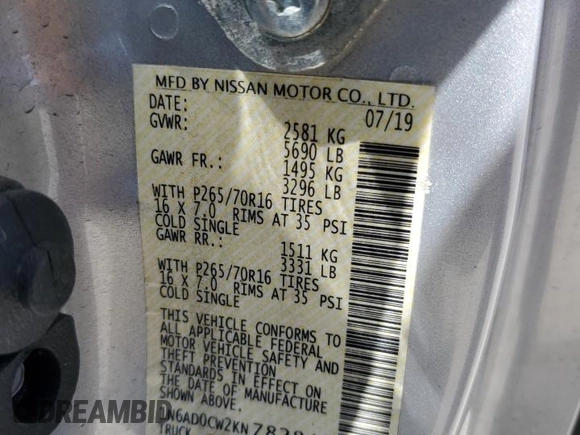 MFD BY NISSAN MOTOR CO., LTD.
DATE: 07/19
GVWR: 2581 KG
5690 LB
GAWR FR.: 1495 KG
3296 LB
WITH P265/70R16 TIRES
16 X 7.0 RIMS AT 35 PSI
COLD SINGLE
GAWR RR.: 1511 KG
3331 LB
WITH P265/70R16 TIRES
16 X 7.0 RIMS AT 35 PSI
COLD SINGLE
THIS VEHICLE CONFORMS TO
ALL APPLICABLE FEDERAL
MOTOR VEHICLE SAFETY AND
THEFT PREVENTION
STANDARDS IN EFFECT ON
THE DATE OF MANUFACTURE
SHOWN ABOVE.
N6AD0CW2KN
TRUCK
DREAMBID